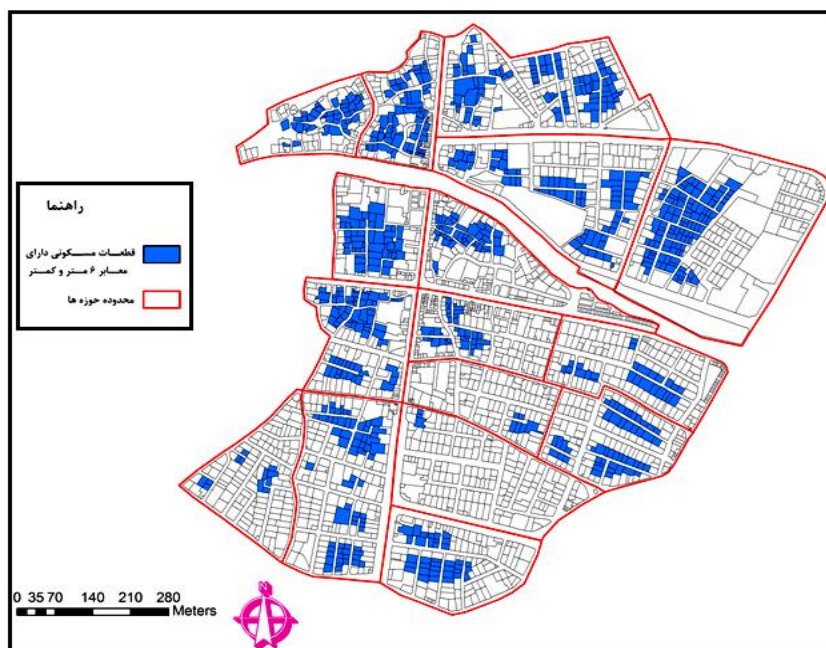 راهنما
قطعات مسکونی دارای
معابر ۶ متر و کمتر
محدوده حوزه ها
0 35 70 140 210 280
Meters
N